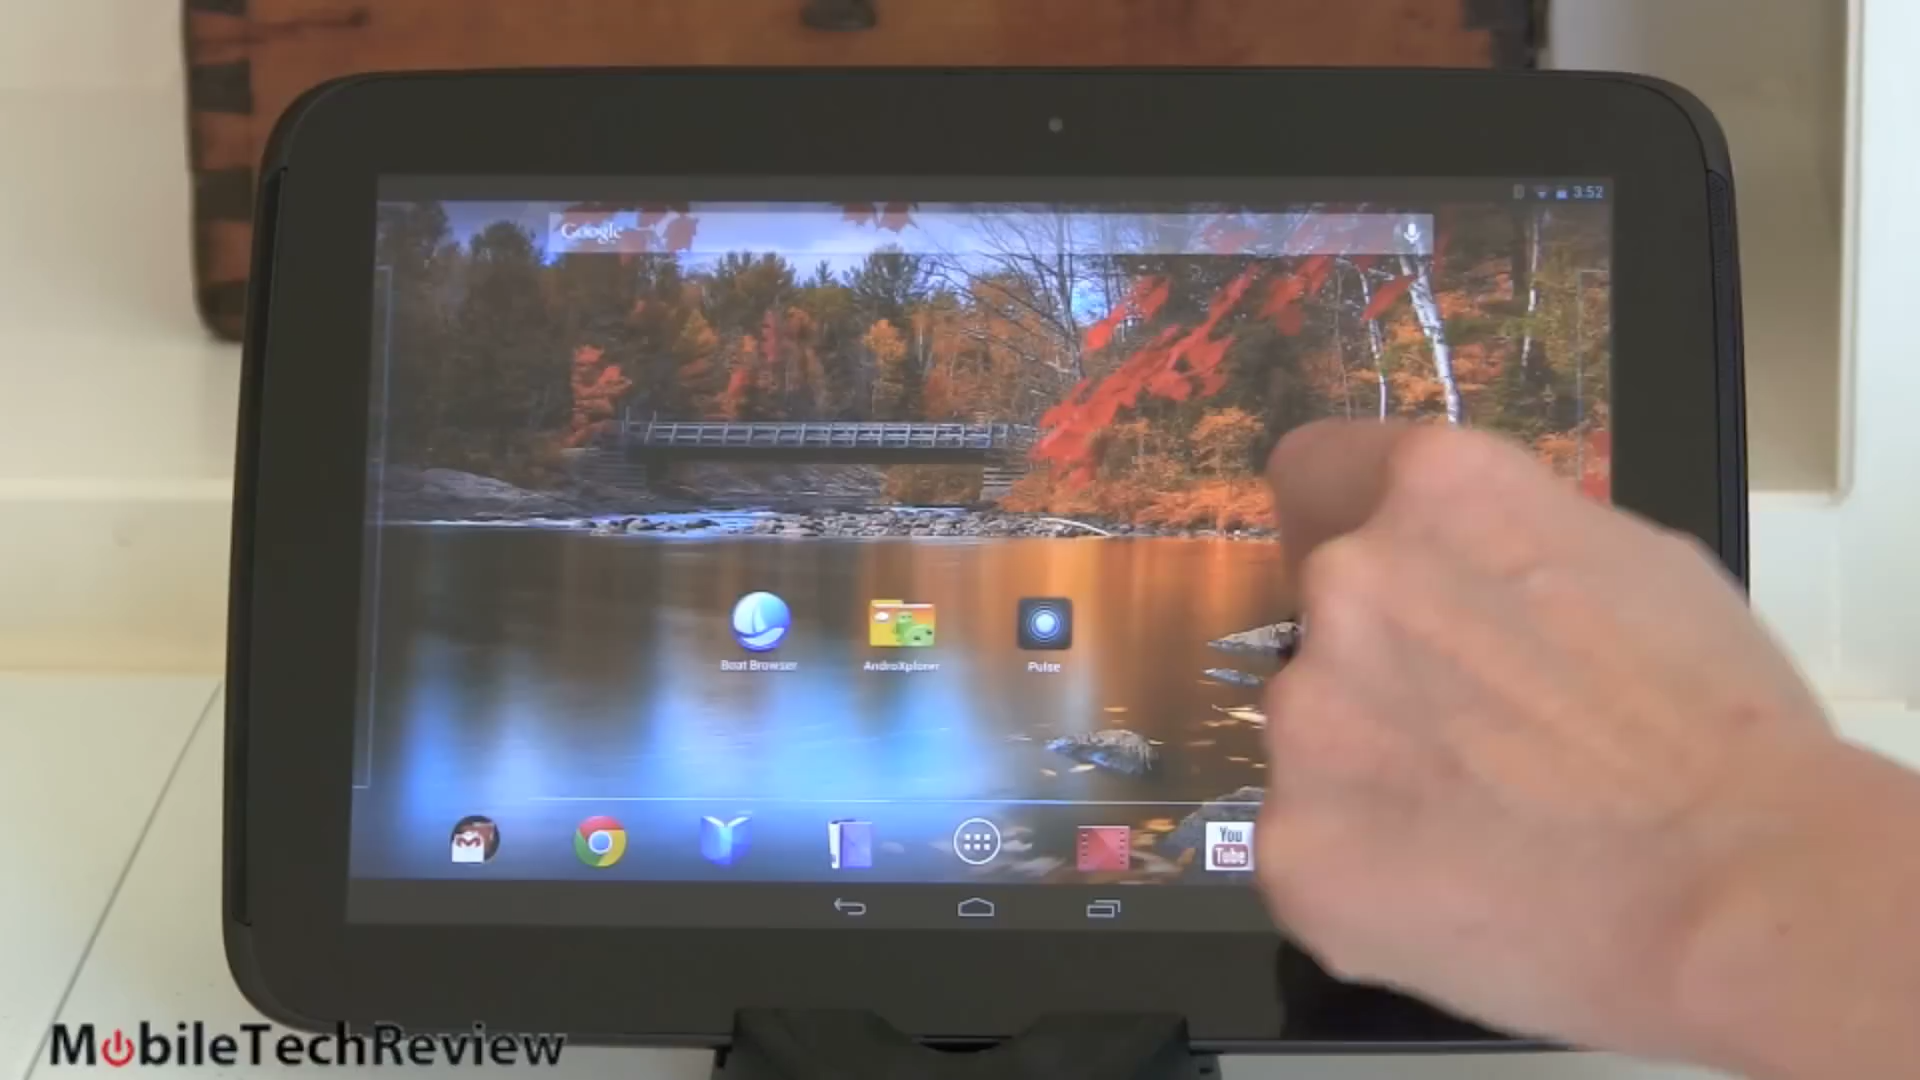 3:52
Google
Boat Browser
AndroXplorer
Pulse
You
Tube
MobileTechReview